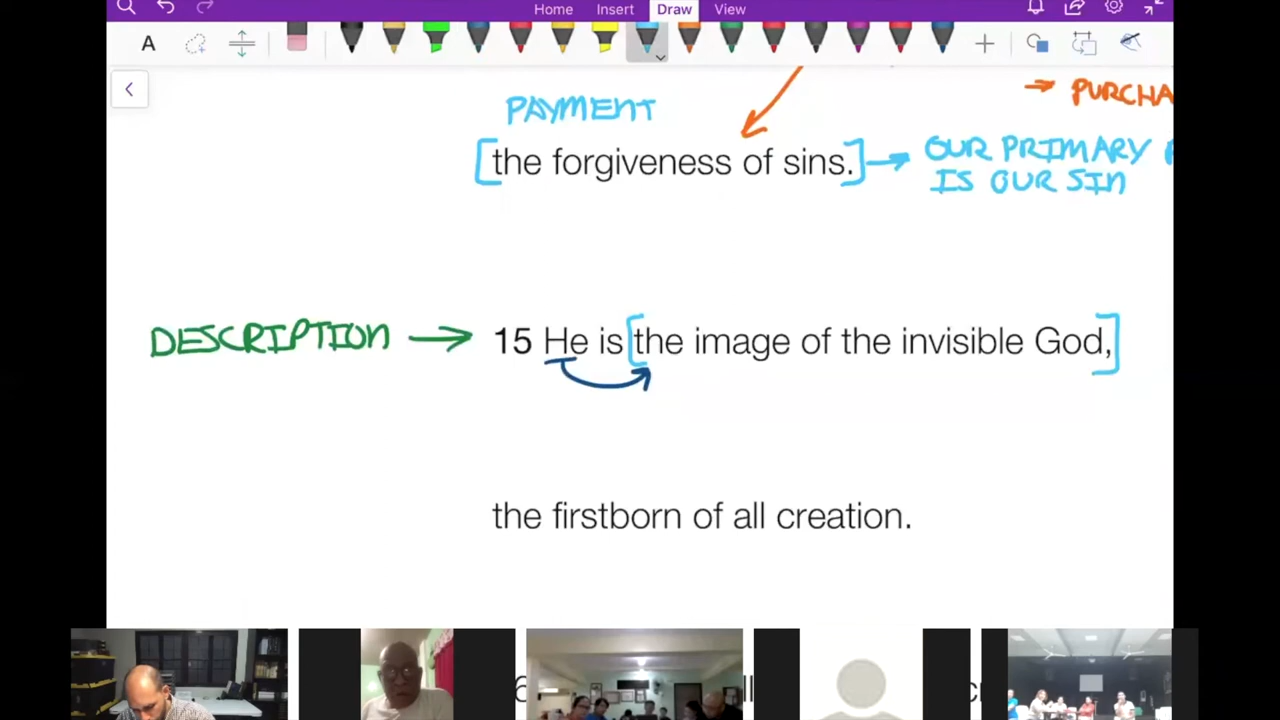 Home Insert Draw View
A
→ PURCHA
PAYMENT
[the forgiveness of sins.] → OUR PRIMARY
IS OUR SIN
DESCRIPTION → 15 He is [the image of the invisible God,]
the firstborn of all creation.